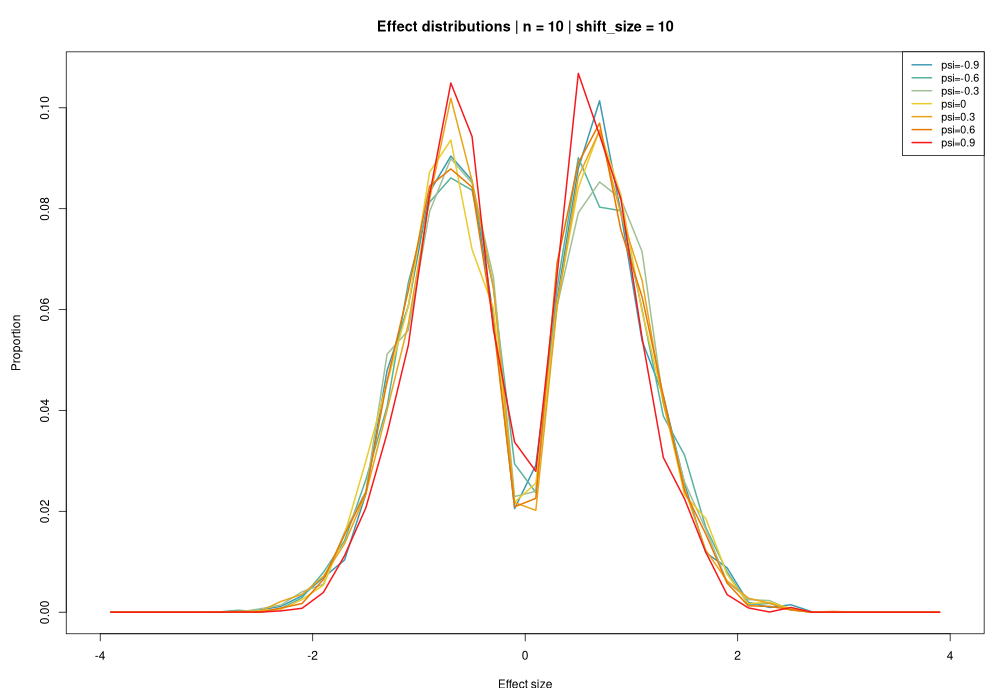 Effect distributions | n = 10 | shift_size = 10
psi=-0.9
psi=-0.6
psi=-0.3
psi=0
psi=0.3
psi=0.6
psi=0.9
Proportion
0.10
0.08
0.06
0.04
0.02
0.00
-4 -2 0 2 4
Effect size